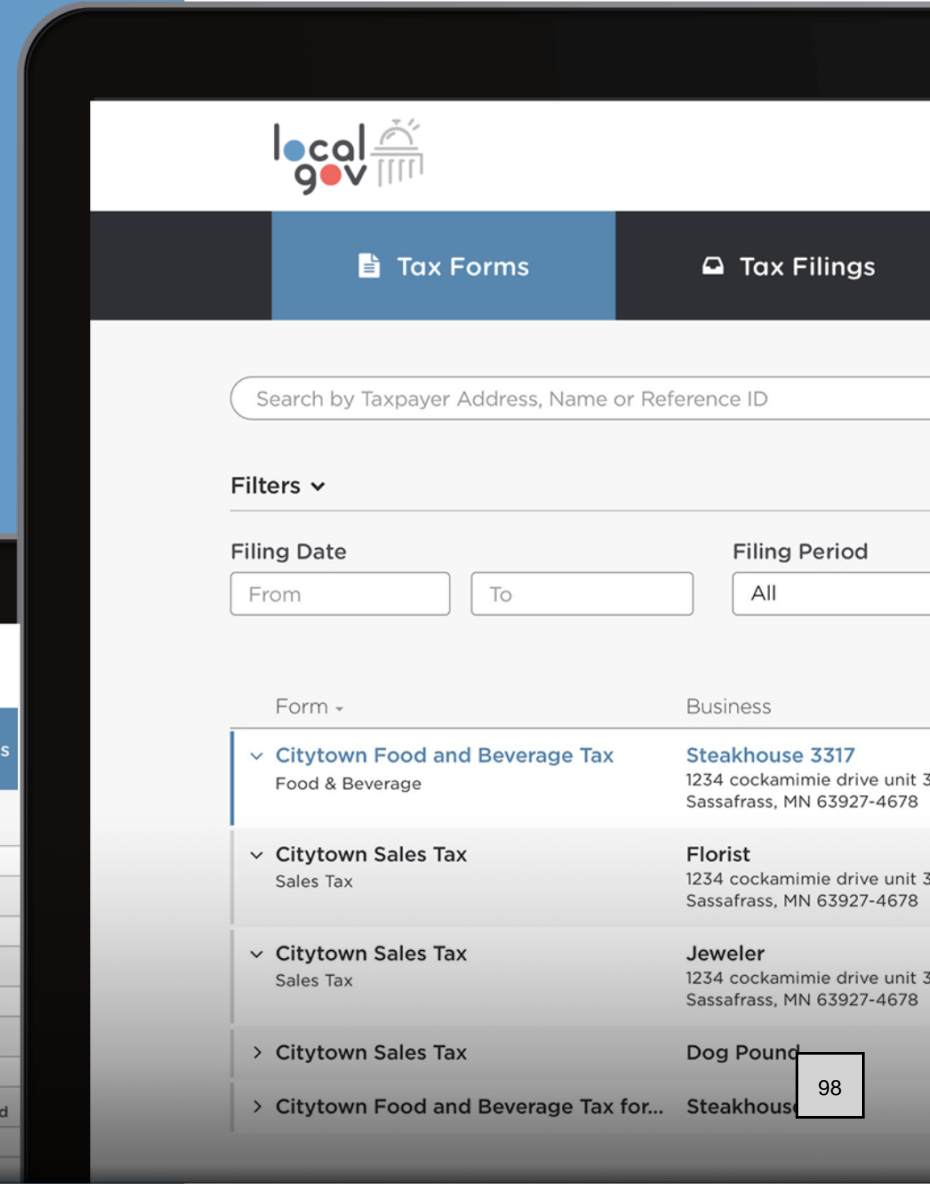 local
gov
Tax Forms
Tax Filings
Search by Taxpayer Address, Name or Reference ID
Filters
Filing Date
Filing Period
From
To
All
Form
Business
Citytown Food and Beverage Tax
Steakhouse 3317
Food & Beverage
1234 cockamimie drive unit 3
Sassafrass, MN 63927-4678
Citytown Sales Tax
Florist
Sales Tax
1234 cockamimie drive unit 3
Sassafrass, MN 63927-4678
Citytown Sales Tax
Jeweler
Sales Tax
1234 cockamimie drive unit 3
Sassafrass, MN 63927-4678
Citytown Sales Tax
Dog Pound
Citytown Food and Beverage Tax for...
Steakhous
98
s
d